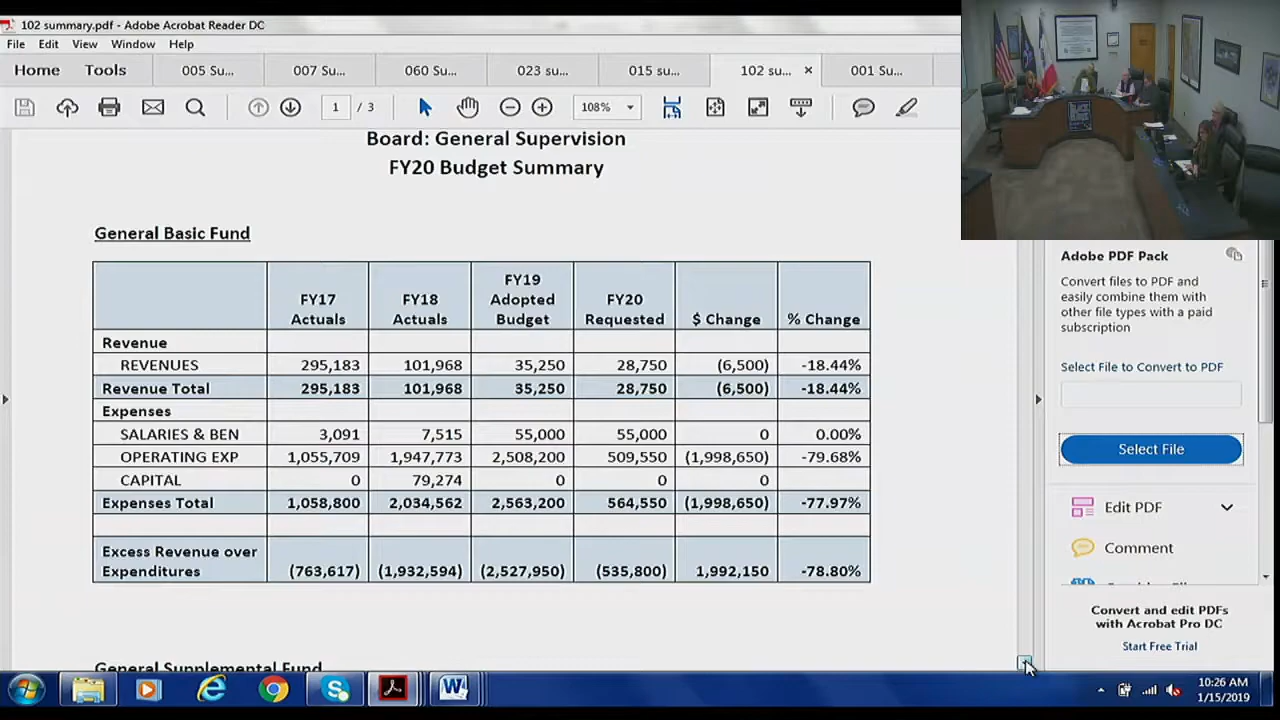 102 summary.pdf - Adobe Acrobat Reader DC
File Edit View Window Help
Home Tools 005 Su... 007 Su... 060 Su... 023 su... 015 su... 102 su... × 001 Su...
1 / 3 108%
Board: General Supervision
FY20 Budget Summary
General Basic Fund
FY17 Actuals FY18 Actuals FY19 Adopted Budget FY20 Requested $ Change % Change
Revenue
REVENUES 295,183 101,968 35,250 28,750 (6,500) -18.44%
Revenue Total 295,183 101,968 35,250 28,750 (6,500) -18.44%
Expenses
SALARIES & BEN 3,091 7,515 55,000 55,000 0 0.00%
OPERATING EXP 1,055,709 1,947,773 2,508,200 509,550 (1,998,650) -79.68%
CAPITAL 0 79,274 0 0 0
Expenses Total 1,058,800 2,034,562 2,563,200 564,550 (1,998,650) -77.97%
Excess Revenue over
Expenditures (763,617) (1,932,594) (2,527,950) (535,800) 1,992,150 -78.80%
General Supplemental Fund
Adobe PDF Pack
Convert files to PDF and
easily combine them with
other file types with a paid
subscription
Select File to Convert to PDF
Select File
Edit PDF
Comment
Convert and edit PDFs
with Acrobat Pro DC
Start Free Trial
10:26 AM
1/15/2019